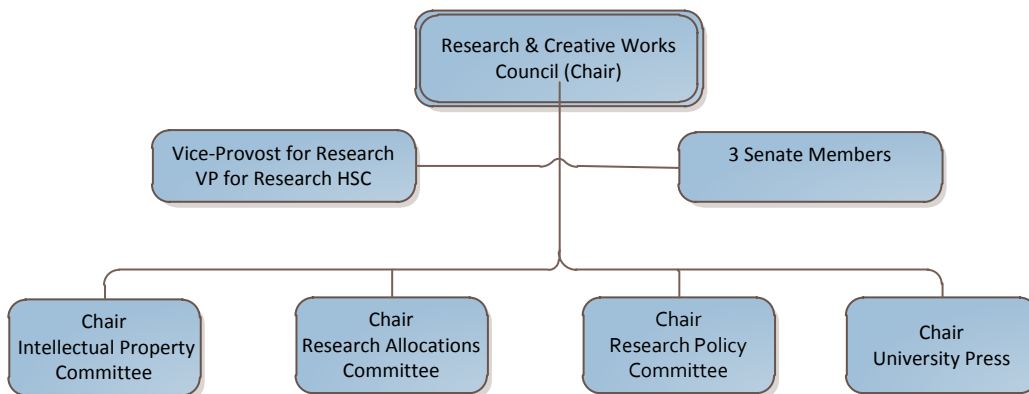 Research & Creative Works
Council (Chair)
Vice-Provost for Research
VP for Research HSC
3 Senate Members
Chair
Intellectual Property
Committee
Chair
Research Allocations
Committee
Chair
Research Policy
Committee
Chair
University Press